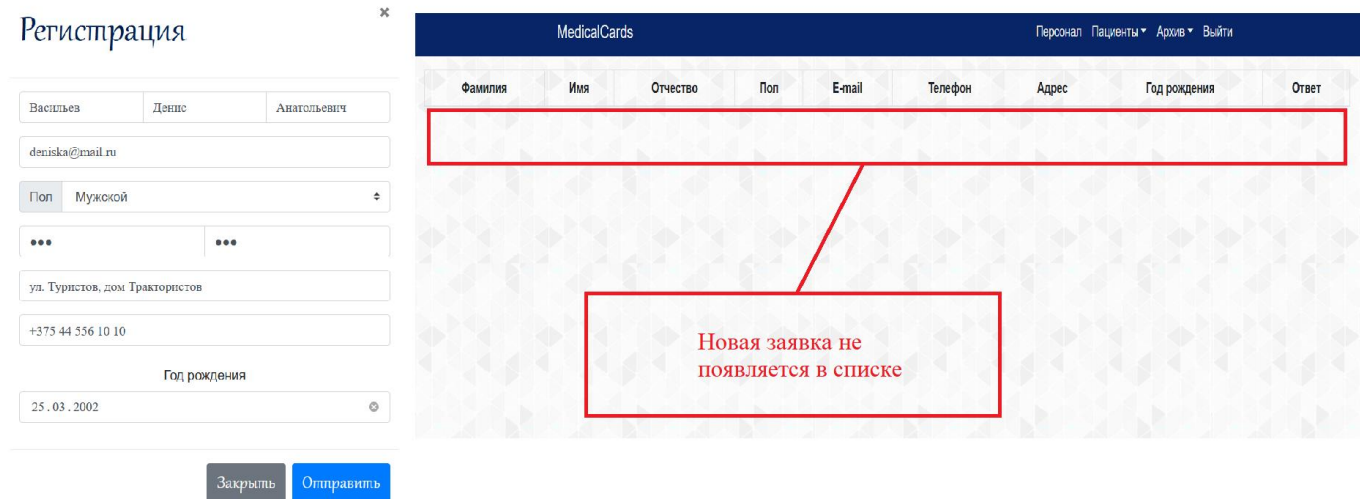 ×
Регистрация
Васильев Денис Анатольевич
deniska@mail.ru
Пол Мужской
••• •••
ул. Туристов, дом Трактористов
+375 44 556 10 10
Год рождения
25.03.2002
Закрыть Отправить
MedicalCards Персонал Пациенты Архив Выйти
Фамилия Имя Отчество Пол E-mail Телефон Адрес Год рождения Ответ
Новая заявка не
появляется в списке